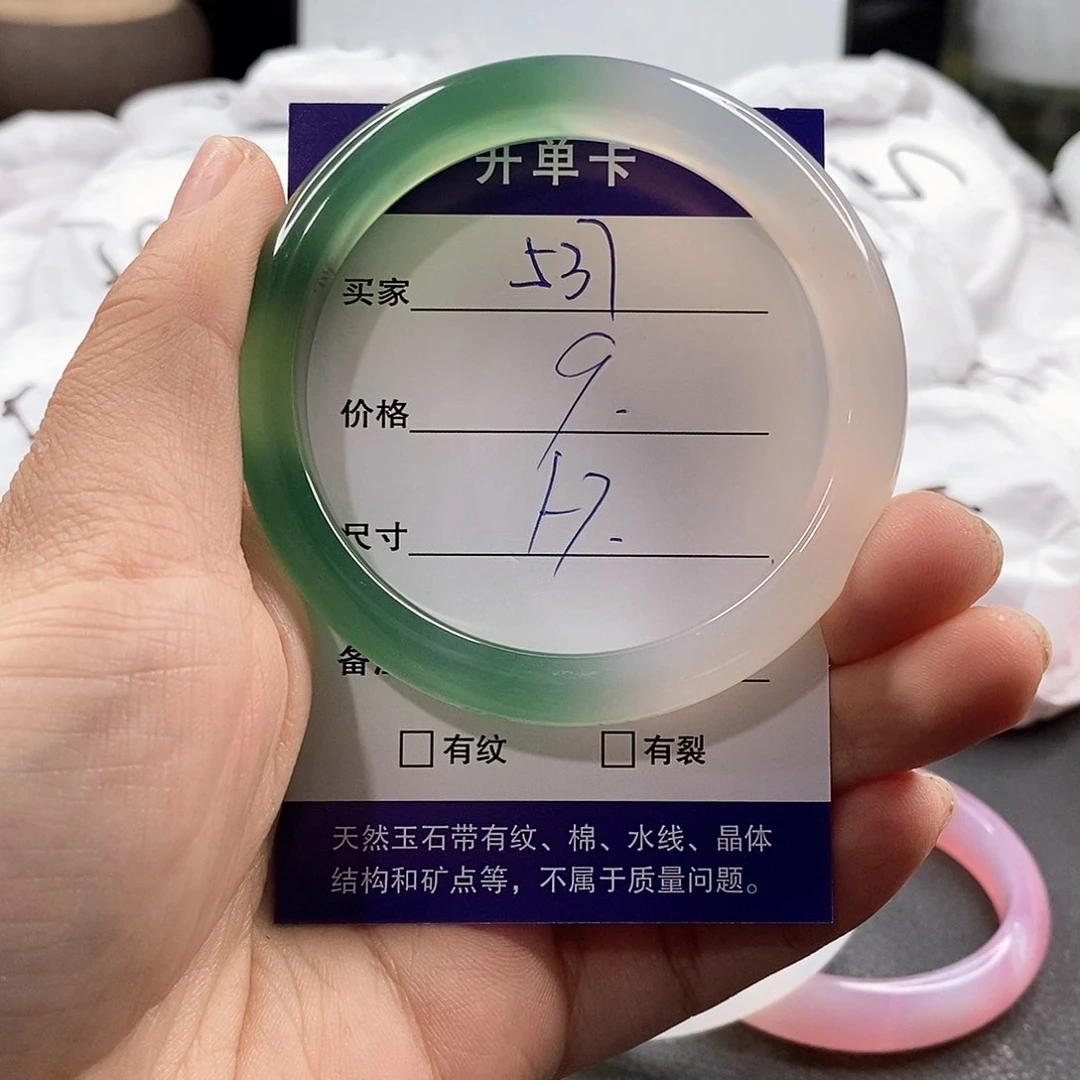 开单卡
买家 537
价格 9.
尺寸 17.
备注
有纹 有裂
天然玉石带有纹、棉、水线、晶体
结构和矿点等，不属于质量问题。